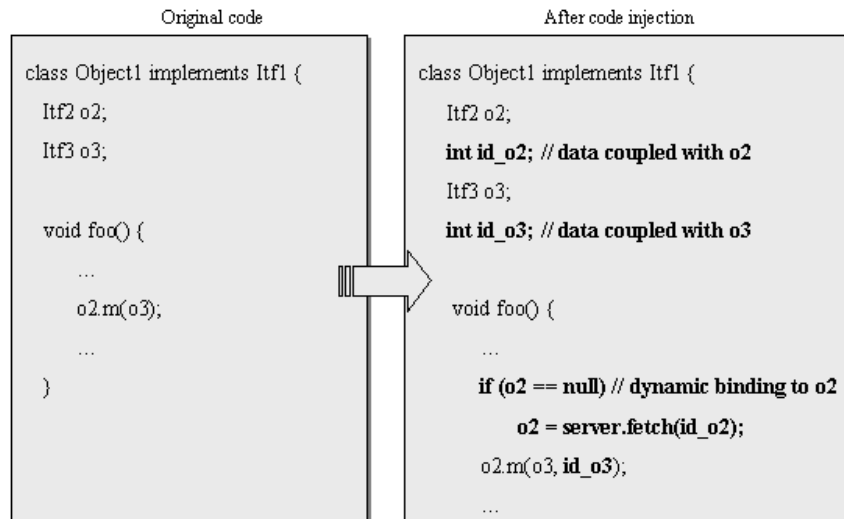 Original code
class Object1 implements Itf1 {
Itf2 o2;
Itf3 o3;
void foo() {
...
o2.m(o3);
...
}
After code injection
class Object1 implements Itf1 {
Itf2 o2;
int id_o2; // data coupled with o2
Itf3 o3;
int id_o3; // data coupled with o3
void foo() {
...
if (o2 == null) // dynamic binding to o2
o2 = server.fetch(id_o2);
o2.m(o3, id_o3);
...